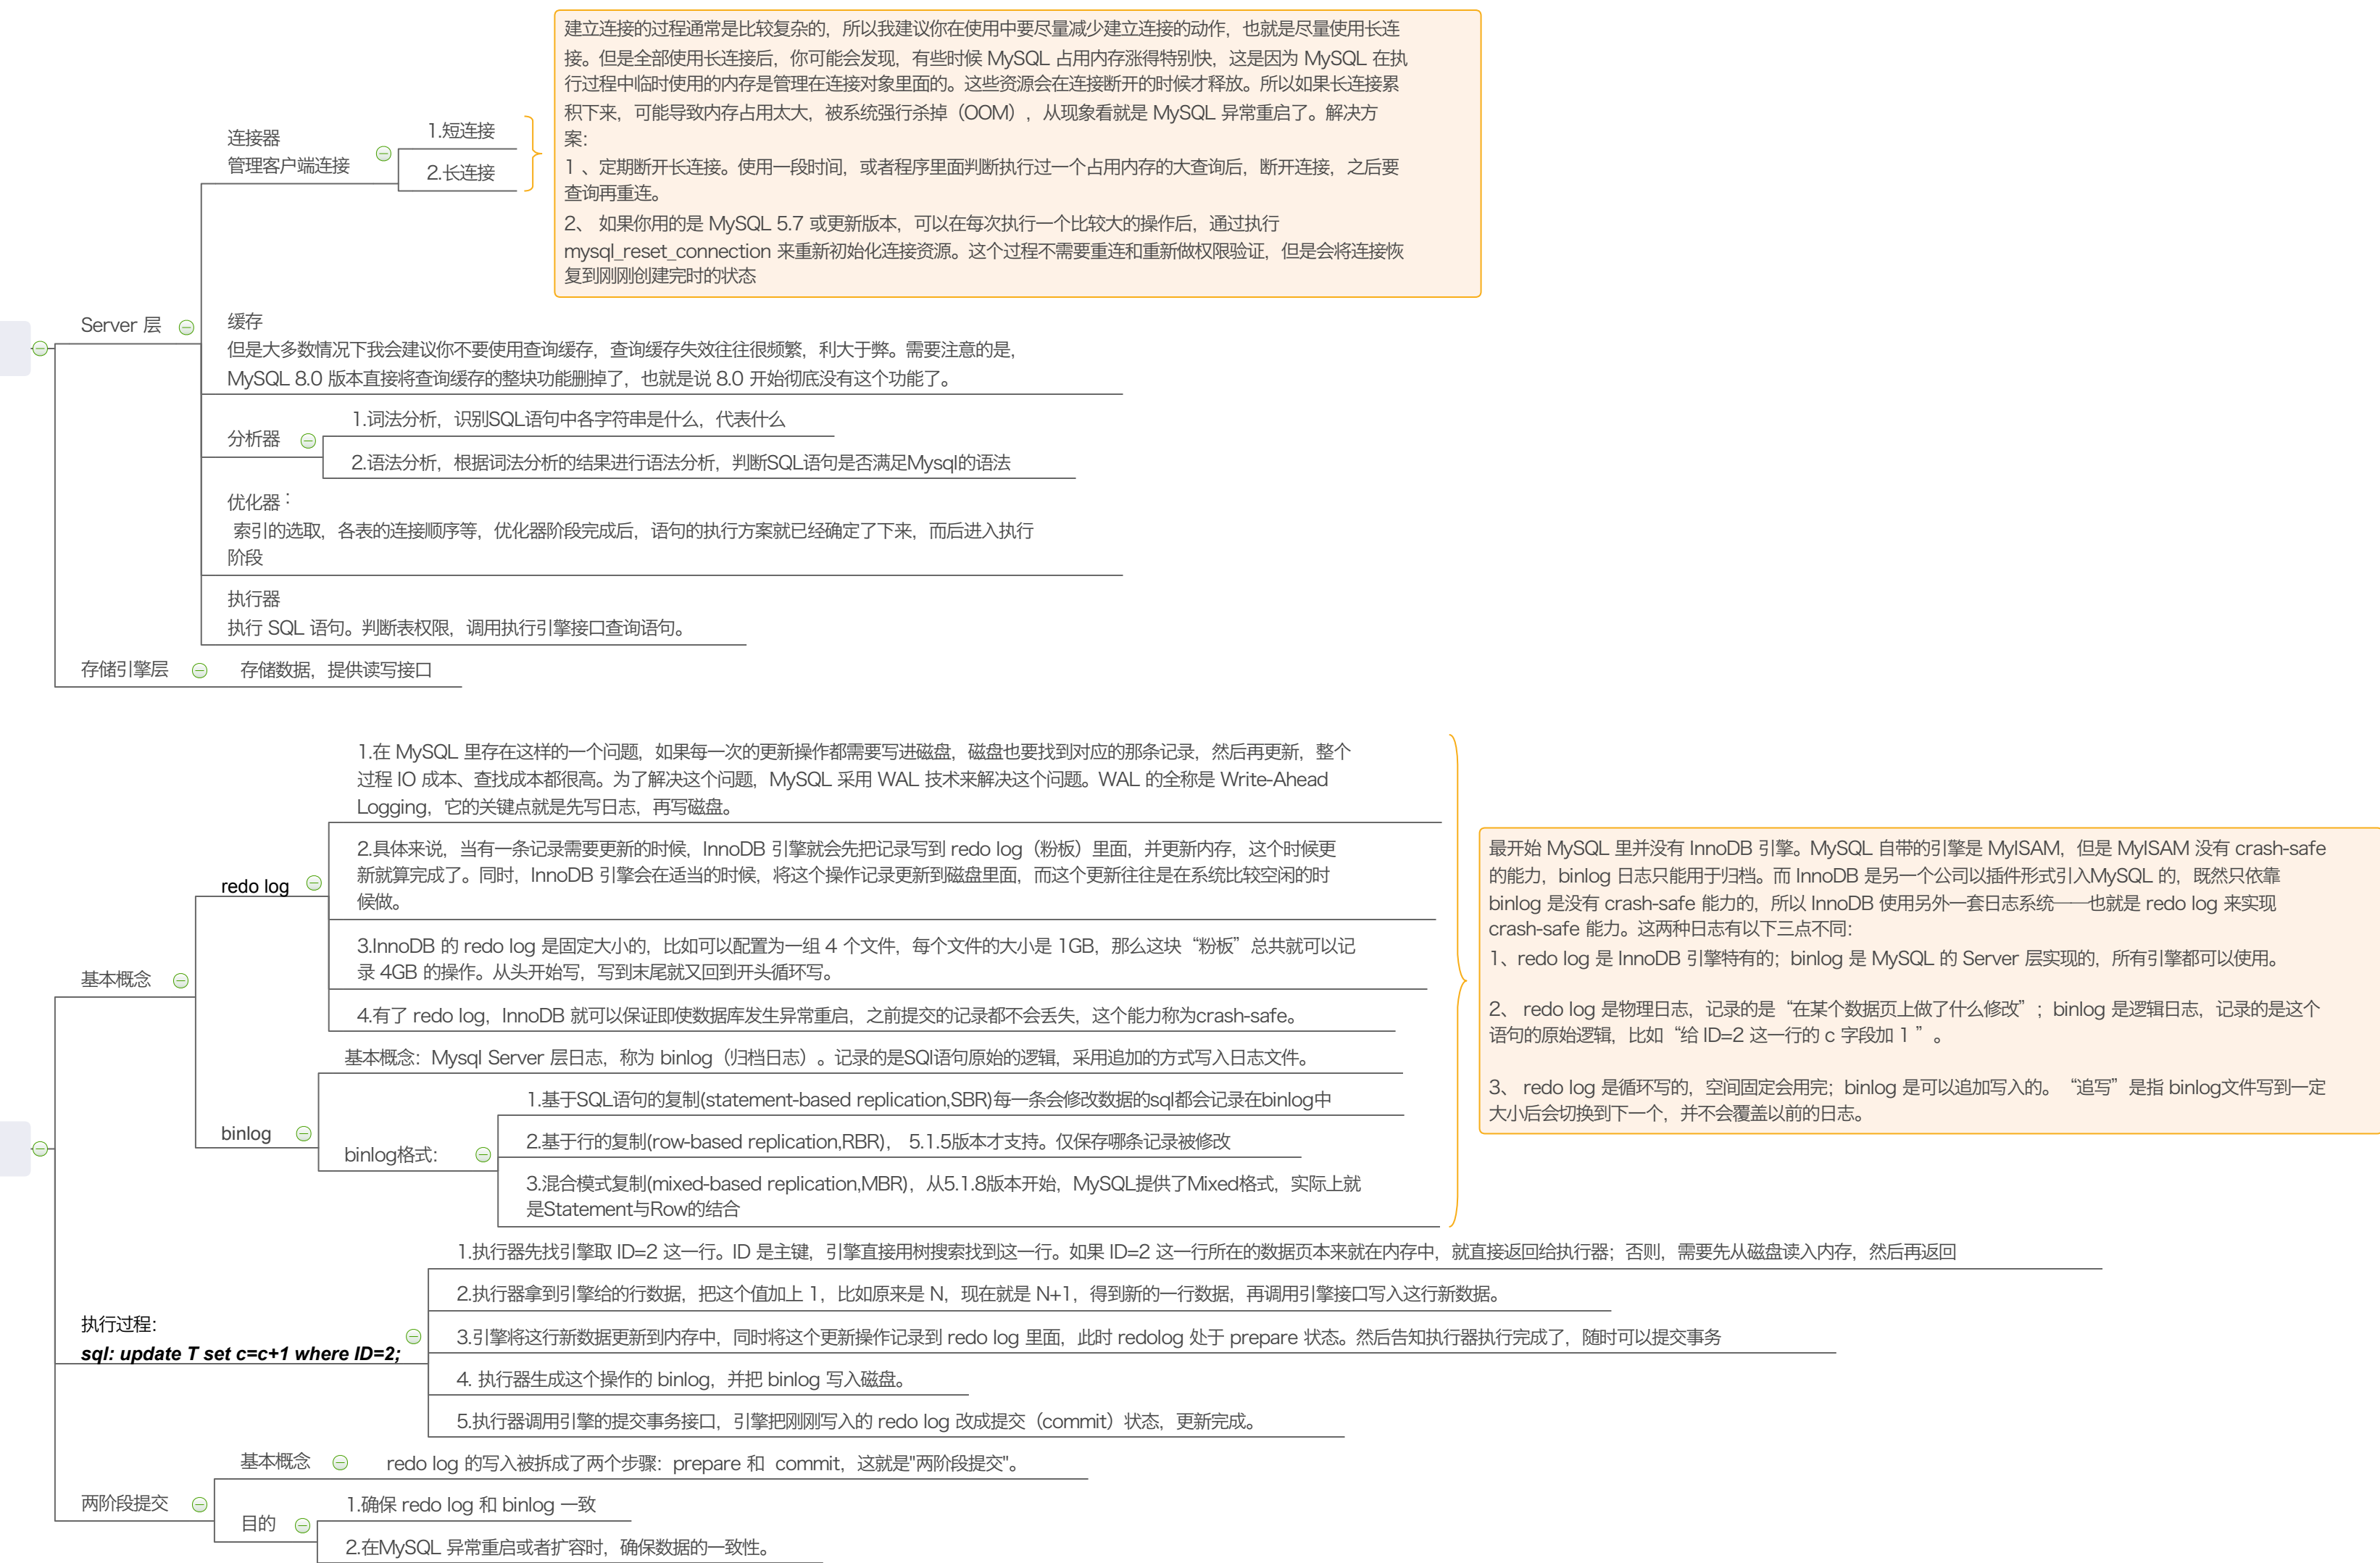 建立连接的过程通常是比较复杂的，所以我建议你在使用中要尽量减少建立连接的动作，也就是尽量使用长连
接。但是全部使用长连接后，你可能会发现，有些时候 MySQL 占用内存涨得特别快，这是因为 MySQL 在执
行过程中临时使用的内存是管理在连接对象里面的。这些资源会在连接断开的时候才释放。所以如果长连接累
积下来，可能导致内存占用太大，被系统强行杀掉（OOM），从现象看就是 MySQL 异常重启了。解决方
案：
1 、定期断开长连接。使用一段时间，或者程序里面判断执行过一个占用内存的大查询后，断开连接，之后要
查询再重连。
2、 如果你用的是 MySQL 5.7 或更新版本，可以在每次执行一个比较大的操作后，通过执行
mysql_reset_connection 来重新初始化连接资源。这个过程不需要重连和重新做权限验证，但是会将连接恢
复到刚刚创建完时的状态
连接器
管理客户端连接
1.短连接
2.长连接
Server 层
缓存
但是大多数情况下我会建议你不要使用查询缓存，查询缓存失效往往很频繁，利大于弊。需要注意的是，
MySQL 8.0 版本直接将查询缓存的整块功能删掉了，也就是说 8.0 开始彻底没有这个功能了。
分析器
1.词法分析，识别SQL语句中各字符串是什么，代表什么
2.语法分析，根据词法分析的结果进行语法分析，判断SQL语句是否满足Mysql的语法
优化器：
索引的选取，各表的连接顺序等，优化器阶段完成后，语句的执行方案就已经确定了下来，而后进入执行
阶段
执行器
执行 SQL 语句。判断表权限，调用执行引擎接口查询语句。
存储引擎层
存储数据，提供读写接口
1.在 MySQL 里存在这样的一个问题，如果每一次的更新操作都需要写进磁盘，磁盘也要找到对应的那条记录，然后再更新，整个
过程 IO 成本、查找成本都很高。为了解决这个问题，MySQL 采用 WAL 技术来解决这个问题。WAL 的全称是 Write-Ahead
Logging，它的关键点就是先写日志，再写磁盘。
redo log
2.具体来说，当有一条记录需要更新的时候，InnoDB 引擎就会先把记录写到 redo log（粉板）里面，并更新内存，这个时候更
新就算完成了。同时，InnoDB 引擎会在适当的时候，将这个操作记录更新到磁盘里面，而这个更新往往是在系统比较空闲的时
候做。
3.InnoDB 的 redo log 是固定大小的，比如可以配置为一组 4 个文件，每个文件的大小是 1GB，那么这块“粉板”总共就可以记
录 4GB 的操作。从头开始写，写到末尾就又回到开头循环写。
4.有了 redo log，InnoDB 就可以保证即使数据库发生异常重启，之前提交的记录都不会丢失，这个能力称为crash-safe。
基本概念
binlog
基本概念：Mysql Server 层日志，称为 binlog（归档日志）。记录的是SQl语句原始的逻辑，采用追加的方式写入日志文件。
binlog格式:
1.基于SQL语句的复制(statement-based replication,SBR)每一条会修改数据的sql都会记录在binlog中
2.基于行的复制(row-based replication,RBR)， 5.1.5版本才支持。仅保存哪条记录被修改
3.混合模式复制(mixed-based replication,MBR)，从5.1.8版本开始，MySQL提供了Mixed格式，实际上就
是Statement与Row的结合
最开始 MySQL 里并没有 InnoDB 引擎。MySQL 自带的引擎是 MyISAM，但是 MyISAM 没有 crash-safe
的能力，binlog 日志只能用于归档。而 InnoDB 是另一个公司以插件形式引入MySQL 的，既然只依靠
binlog 是没有 crash-safe 能力的，所以 InnoDB 使用另外一套日志系统——也就是 redo log 来实现
crash-safe 能力。这两种日志有以下三点不同：
1、redo log 是 InnoDB 引擎特有的；binlog 是 MySQL 的 Server 层实现的，所有引擎都可以使用。
2、 redo log 是物理日志，记录的是“在某个数据页上做了什么修改”；binlog 是逻辑日志，记录的是这个
语句的原始逻辑，比如“给 ID=2 这一行的 c 字段加 1 ”。
3、 redo log 是循环写的，空间固定会用完；binlog 是可以追加写入的。“追写”是指 binlog文件写到一定
大小后会切换到下一个，并不会覆盖以前的日志。
执行过程:
sql: update T set c=c+1 where ID=2;
1.执行器先找引擎取 ID=2 这一行。ID 是主键，引擎直接用树搜索找到这一行。如果 ID=2 这一行所在的数据页本来就在内存中，就直接返回给执行器；否则，需要先从磁盘读入内存，然后再返回
2.执行器拿到引擎给的行数据，把这个值加上 1，比如原来是 N，现在就是 N+1，得到新的一行数据，再调用引擎接口写入这行新数据。
3.引擎将这行新数据更新到内存中，同时将这个更新操作记录到 redo log 里面，此时 redolog 处于 prepare 状态。然后告知执行器执行完成了，随时可以提交事务
4. 执行器生成这个操作的 binlog，并把 binlog 写入磁盘。
5.执行器调用引擎的提交事务接口，引擎把刚刚写入的 redo log 改成提交（commit）状态，更新完成。
两阶段提交
基本概念
redo log 的写入被拆成了两个步骤：prepare 和 commit，这就是"两阶段提交"。
目的
1.确保 redo log 和 binlog 一致
2.在MySQL 异常重启或者扩容时，确保数据的一致性。